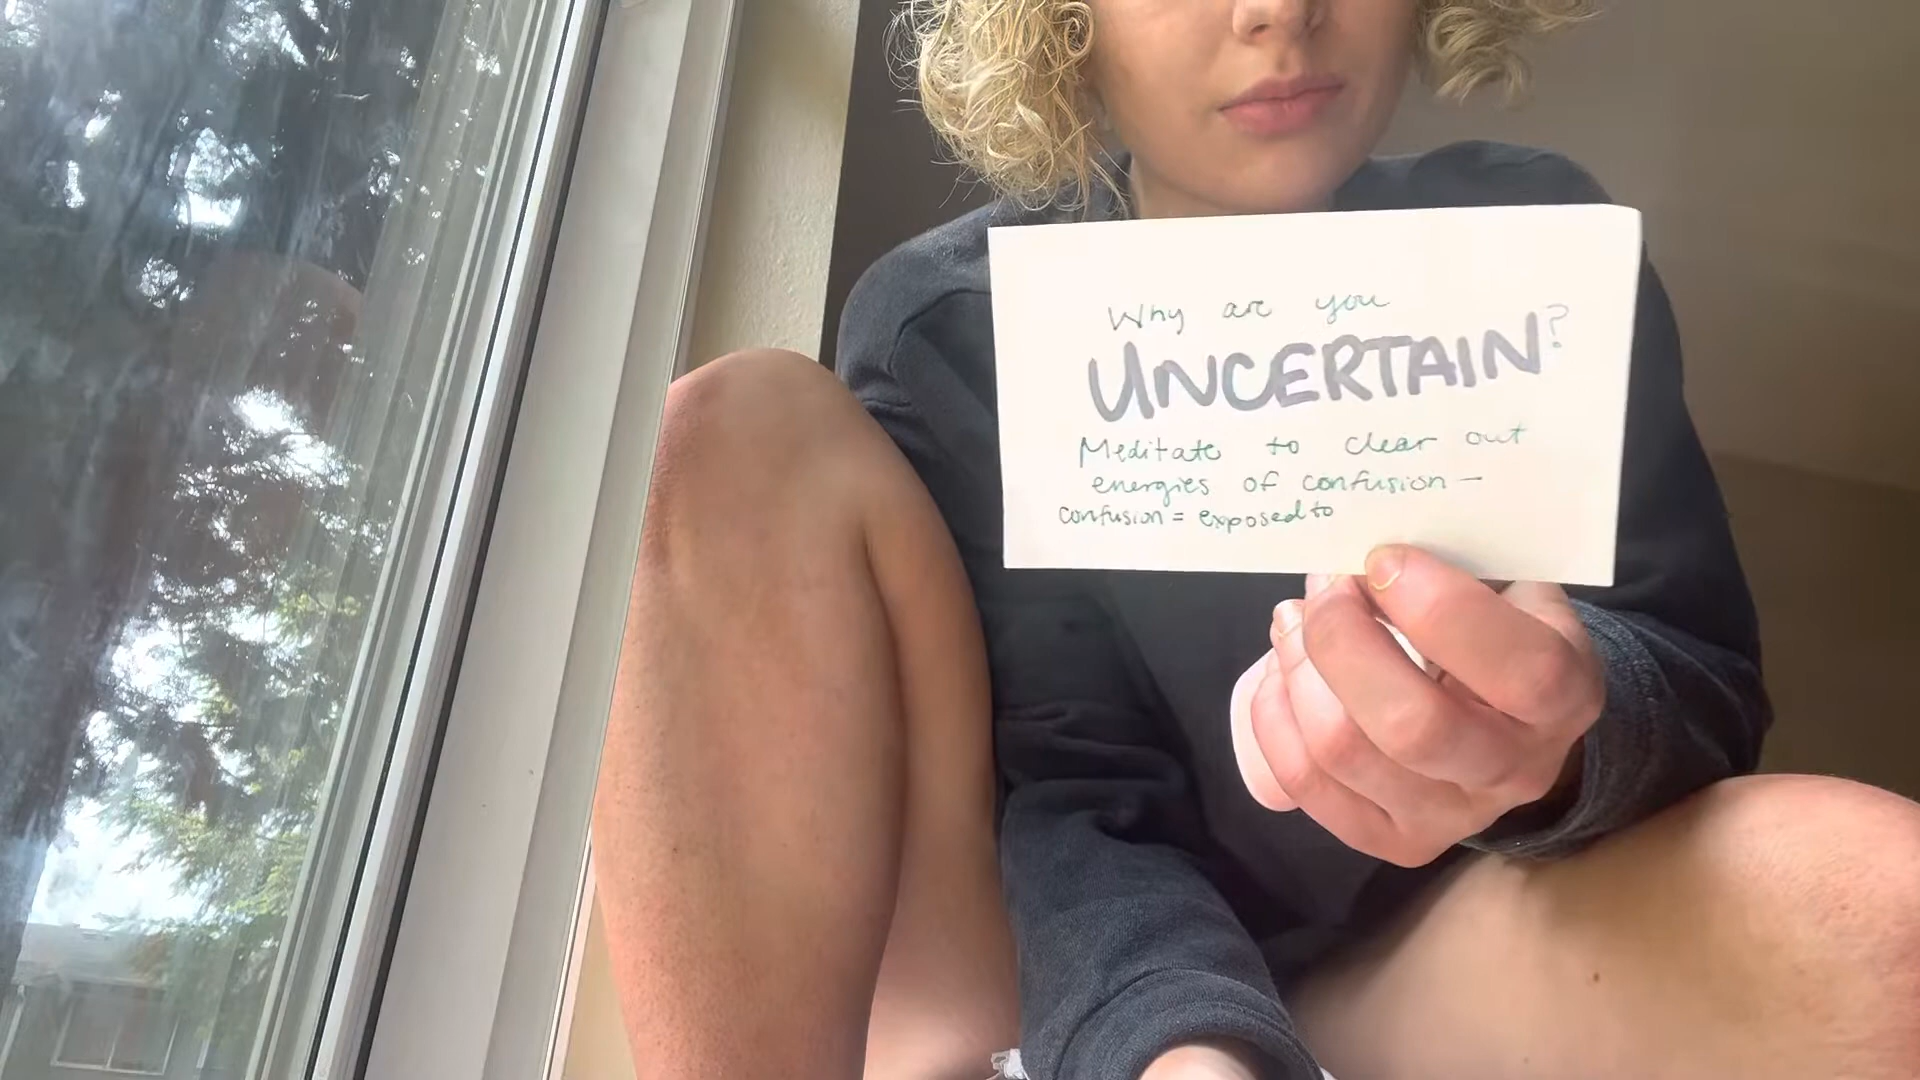 Why are you
UNCERTAIN?
Meditate to clear out
energies of confusion —
confusion = exposed to